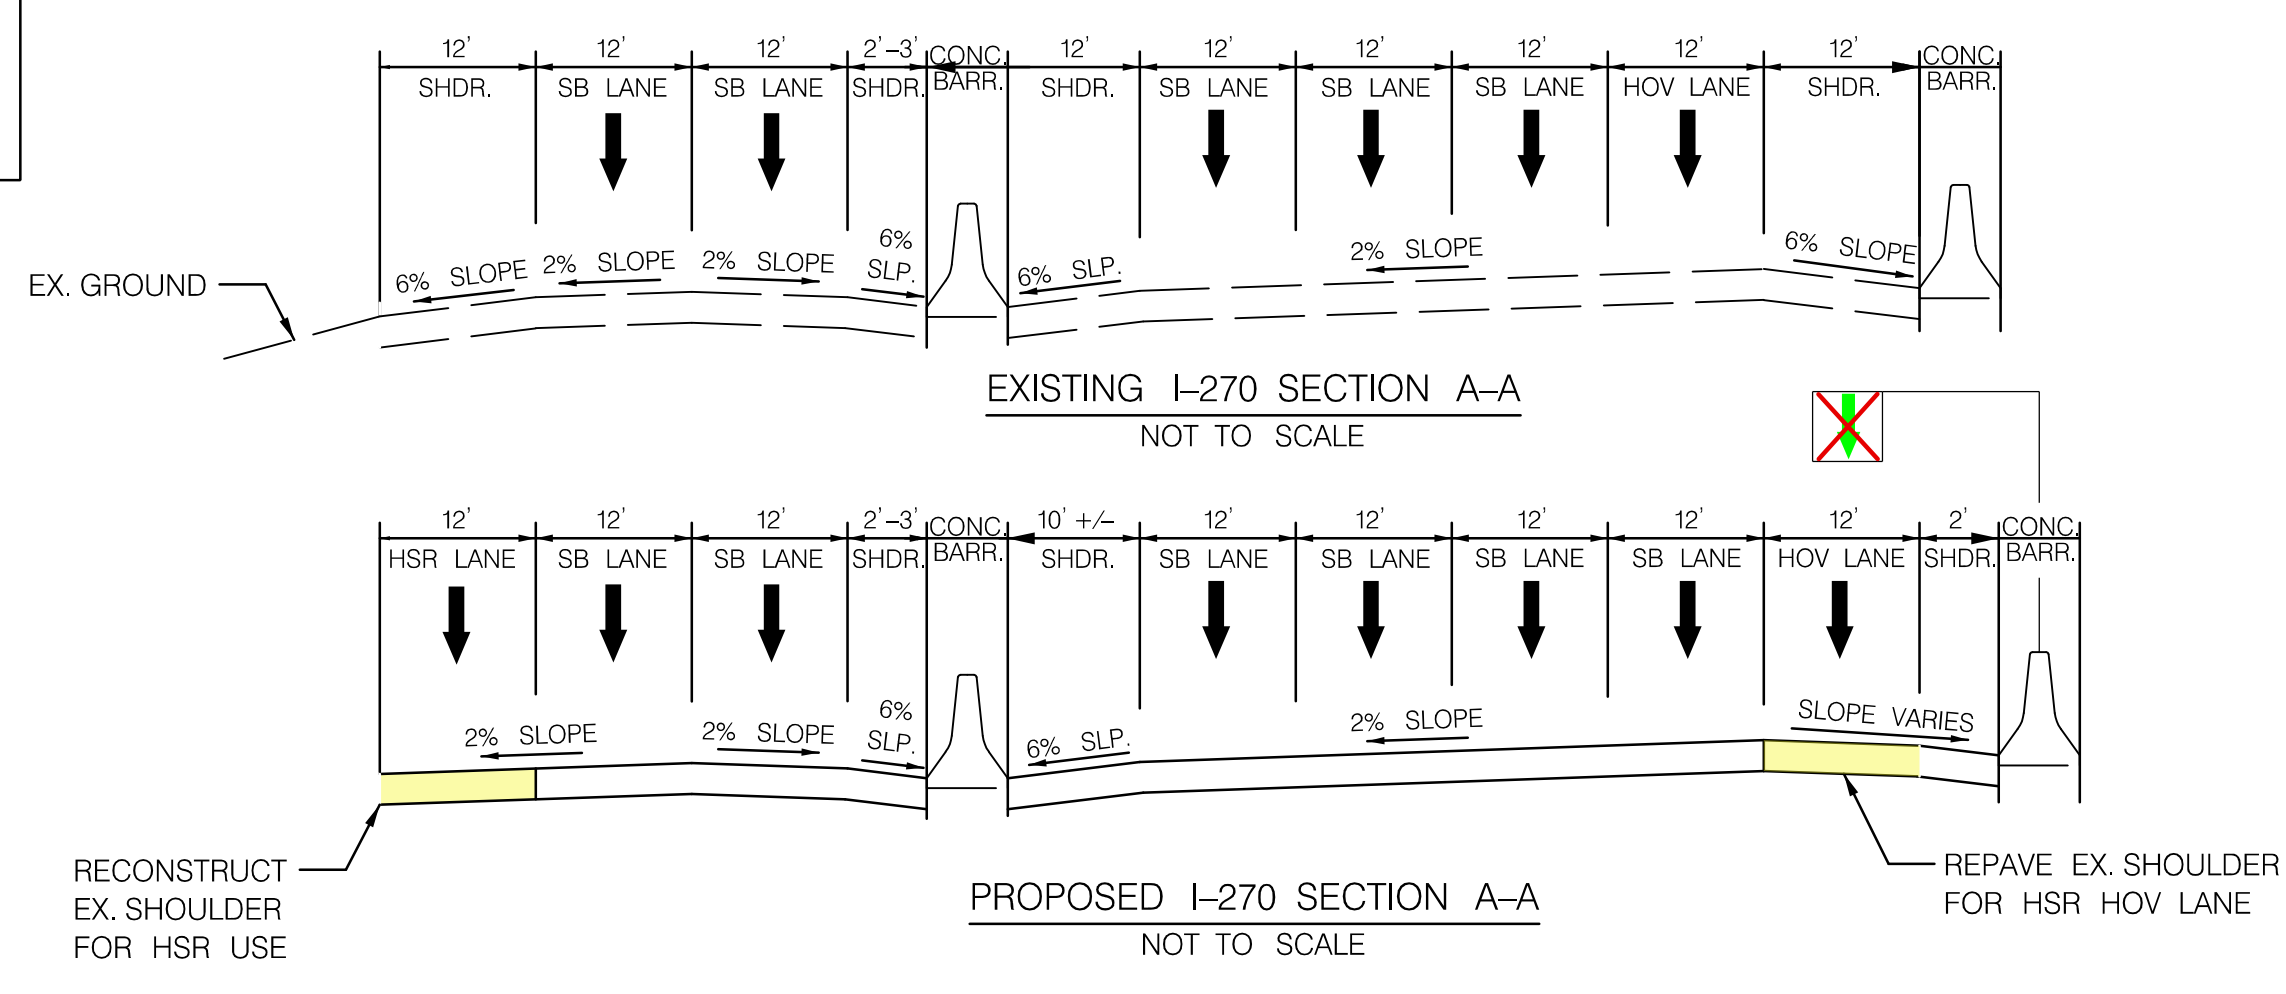 12' 12' 12' 2'-3' CONC. 12' 12' 12' 12' 12' 12' CONC.
SHDR. SB LANE SB LANE SHDR. BARR. SHDR. SB LANE SB LANE SB LANE HOV LANE SHDR. BARR.
6% SLOPE
2% SLOPE
2% SLOPE
6%
SLP.
6% SLP.
2% SLOPE
6% SLOPE
EX. GROUND
EXISTING I-270 SECTION A-A
NOT TO SCALE
12' 12' 12' 2'-3' CONC. 10' +/- 12' 12' 12' 12' 12' 2' CONC.
HSR LANE SB LANE SB LANE SHDR. BARR. SHDR. SB LANE SB LANE SB LANE SB LANE HOV LANE SHDR. BARR.
2% SLOPE
2% SLOPE
6%
SLP.
6% SLP.
2% SLOPE
SLOPE VARIES
RECONSTRUCT
EX. SHOULDER
FOR HSR USE
REPAVE EX. SHOULDER
FOR HSR HOV LANE
PROPOSED I-270 SECTION A-A
NOT TO SCALE